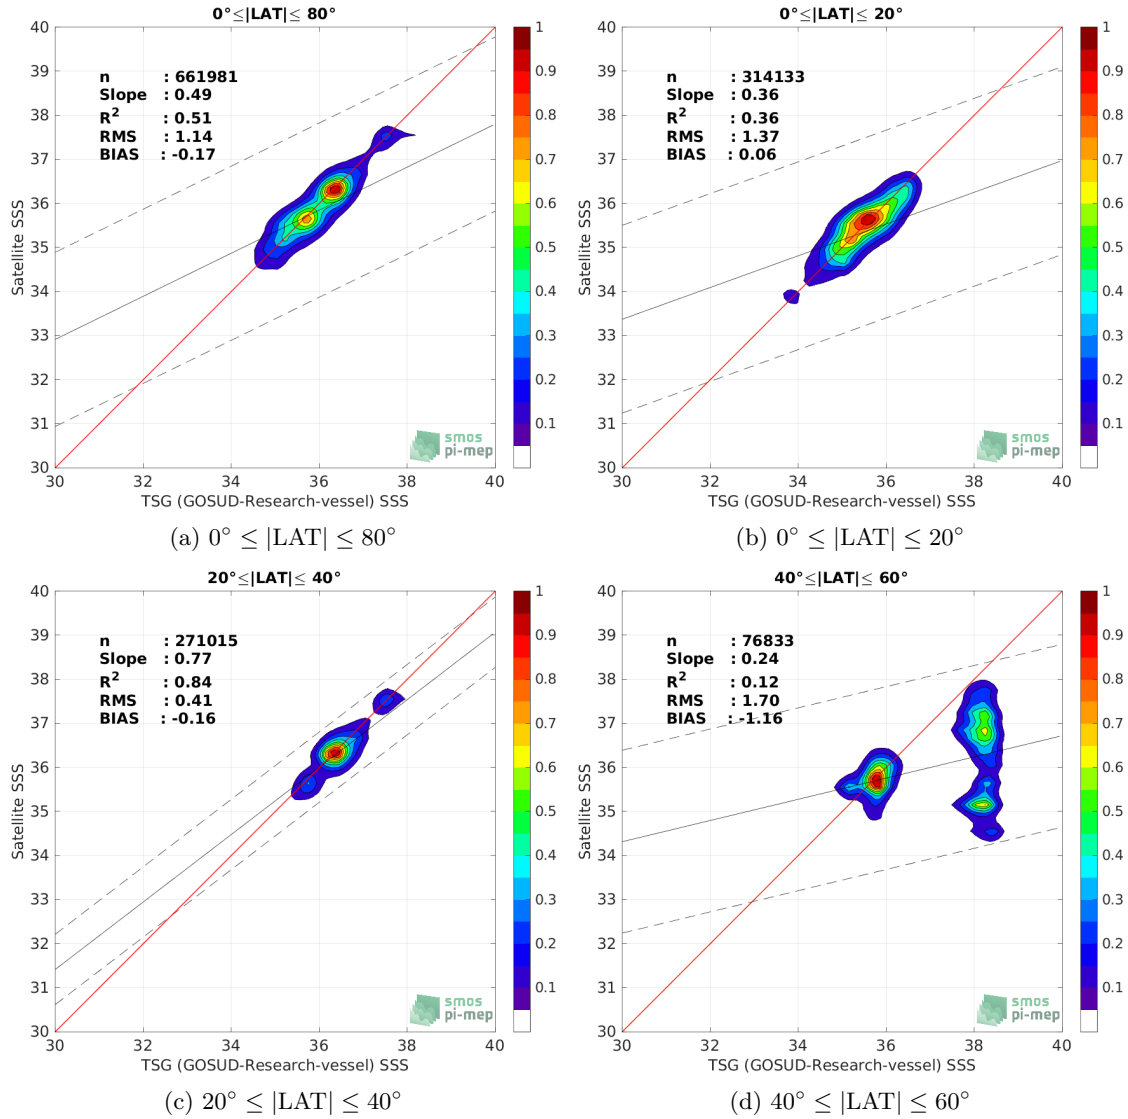 0°≤|LAT|≤ 80°
n : 661981
Slope : 0.49
R² : 0.51
RMS : 1.14
BIAS : -0.17
Satellite SSS
40
39
38
37
36
35
34
33
32
31
30
30 32 34 36 38 40
TSG (GOSUD-Research-vessel) SSS
1
0.9
0.8
0.7
0.6
0.5
0.4
0.3
0.2
0.1
smos
pi-mep
(a) 0° ≤ |LAT| ≤ 80°
0°≤|LAT|≤ 20°
n : 314133
Slope : 0.36
R² : 0.36
RMS : 1.37
BIAS : 0.06
Satellite SSS
40
39
38
37
36
35
34
33
32
31
30
30 32 34 36 38 40
TSG (GOSUD-Research-vessel) SSS
1
0.9
0.8
0.7
0.6
0.5
0.4
0.3
0.2
0.1
smos
pi-mep
(b) 0° ≤ |LAT| ≤ 20°
20°≤|LAT|≤ 40°
n : 271015
Slope : 0.77
R² : 0.84
RMS : 0.41
BIAS : -0.16
Satellite SSS
40
39
38
37
36
35
34
33
32
31
30
30 32 34 36 38 40
TSG (GOSUD-Research-vessel) SSS
1
0.9
0.8
0.7
0.6
0.5
0.4
0.3
0.2
0.1
smos
pi-mep
(c) 20° ≤ |LAT| ≤ 40°
40°≤|LAT|≤ 60°
n : 76833
Slope : 0.24
R² : 0.12
RMS : 1.70
BIAS : -1.16
Satellite SSS
40
39
38
37
36
35
34
33
32
31
30
30 32 34 36 38 40
TSG (GOSUD-Research-vessel) SSS
1
0.9
0.8
0.7
0.6
0.5
0.4
0.3
0.2
0.1
smos
pi-mep
(d) 40° ≤ |LAT| ≤ 60°